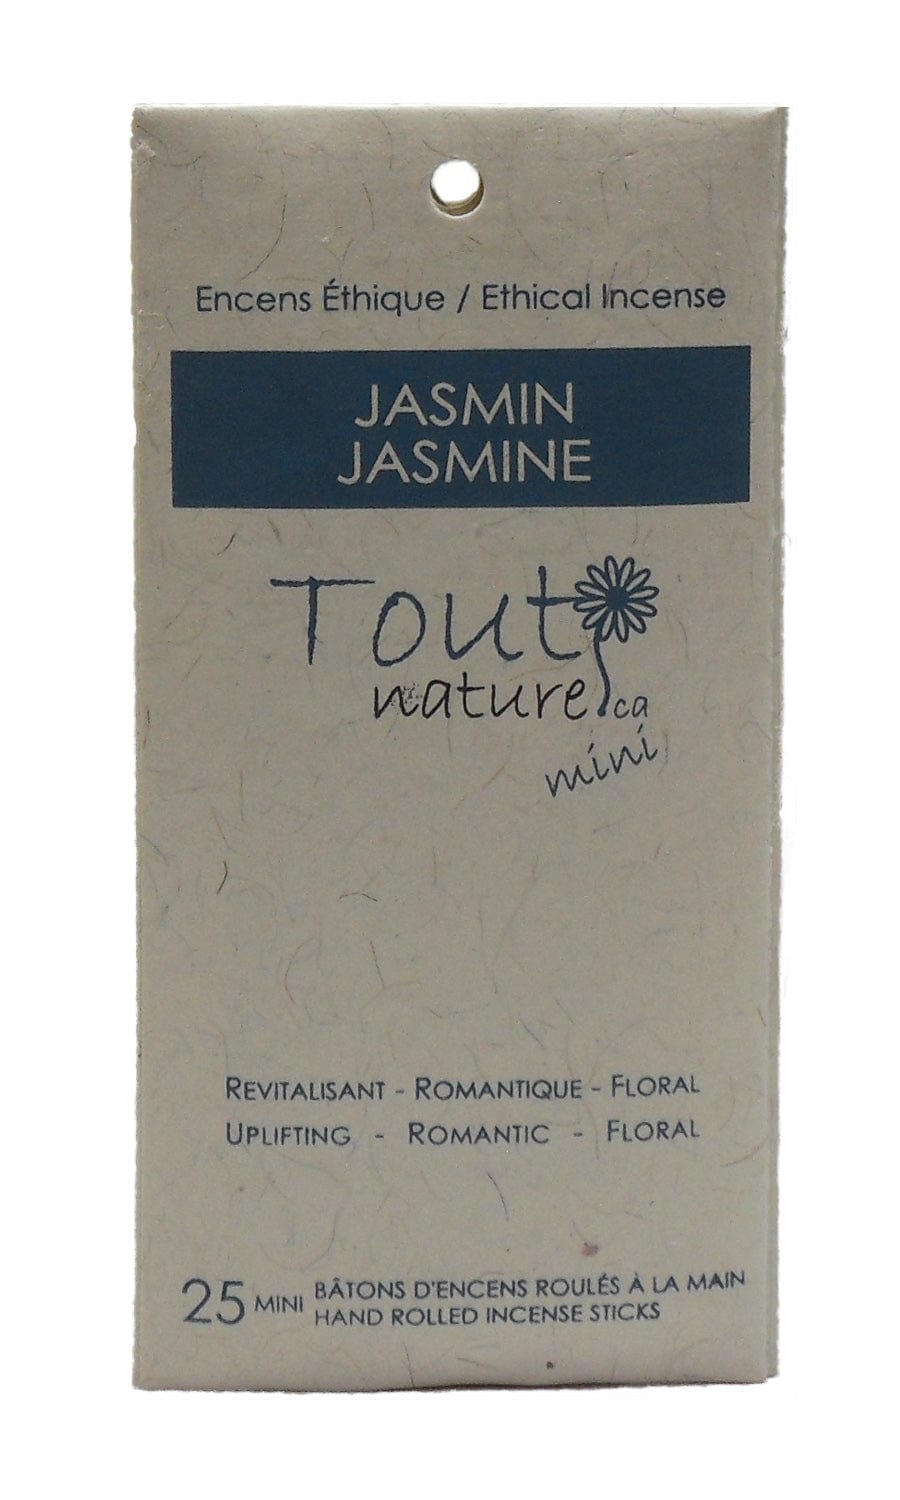 Encens Éthique / Ethical Incense
JASMIN
JASMINE
Tout
nature.ca
mini
REVITALISANT - ROMANTIQUE - FLORAL
UPLIFTING - ROMANTIC - FLORAL
25 MINI BÂTONS D'ENCENS ROULÉS À LA MAIN
HAND ROLLED INCENSE STICKS